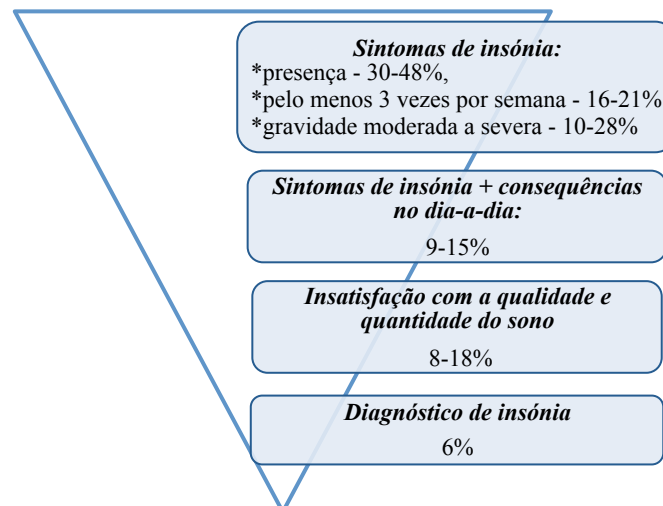 Sintomas de insónia:
*presença - 30-48%,
*pelo menos 3 vezes por semana - 16-21%
*gravidade moderada a severa - 10-28%
Sintomas de insónia + consequências
no dia-a-dia:
9-15%
Insatisfação com a qualidade e
quantidade do sono
8-18%
Diagnóstico de insónia
6%